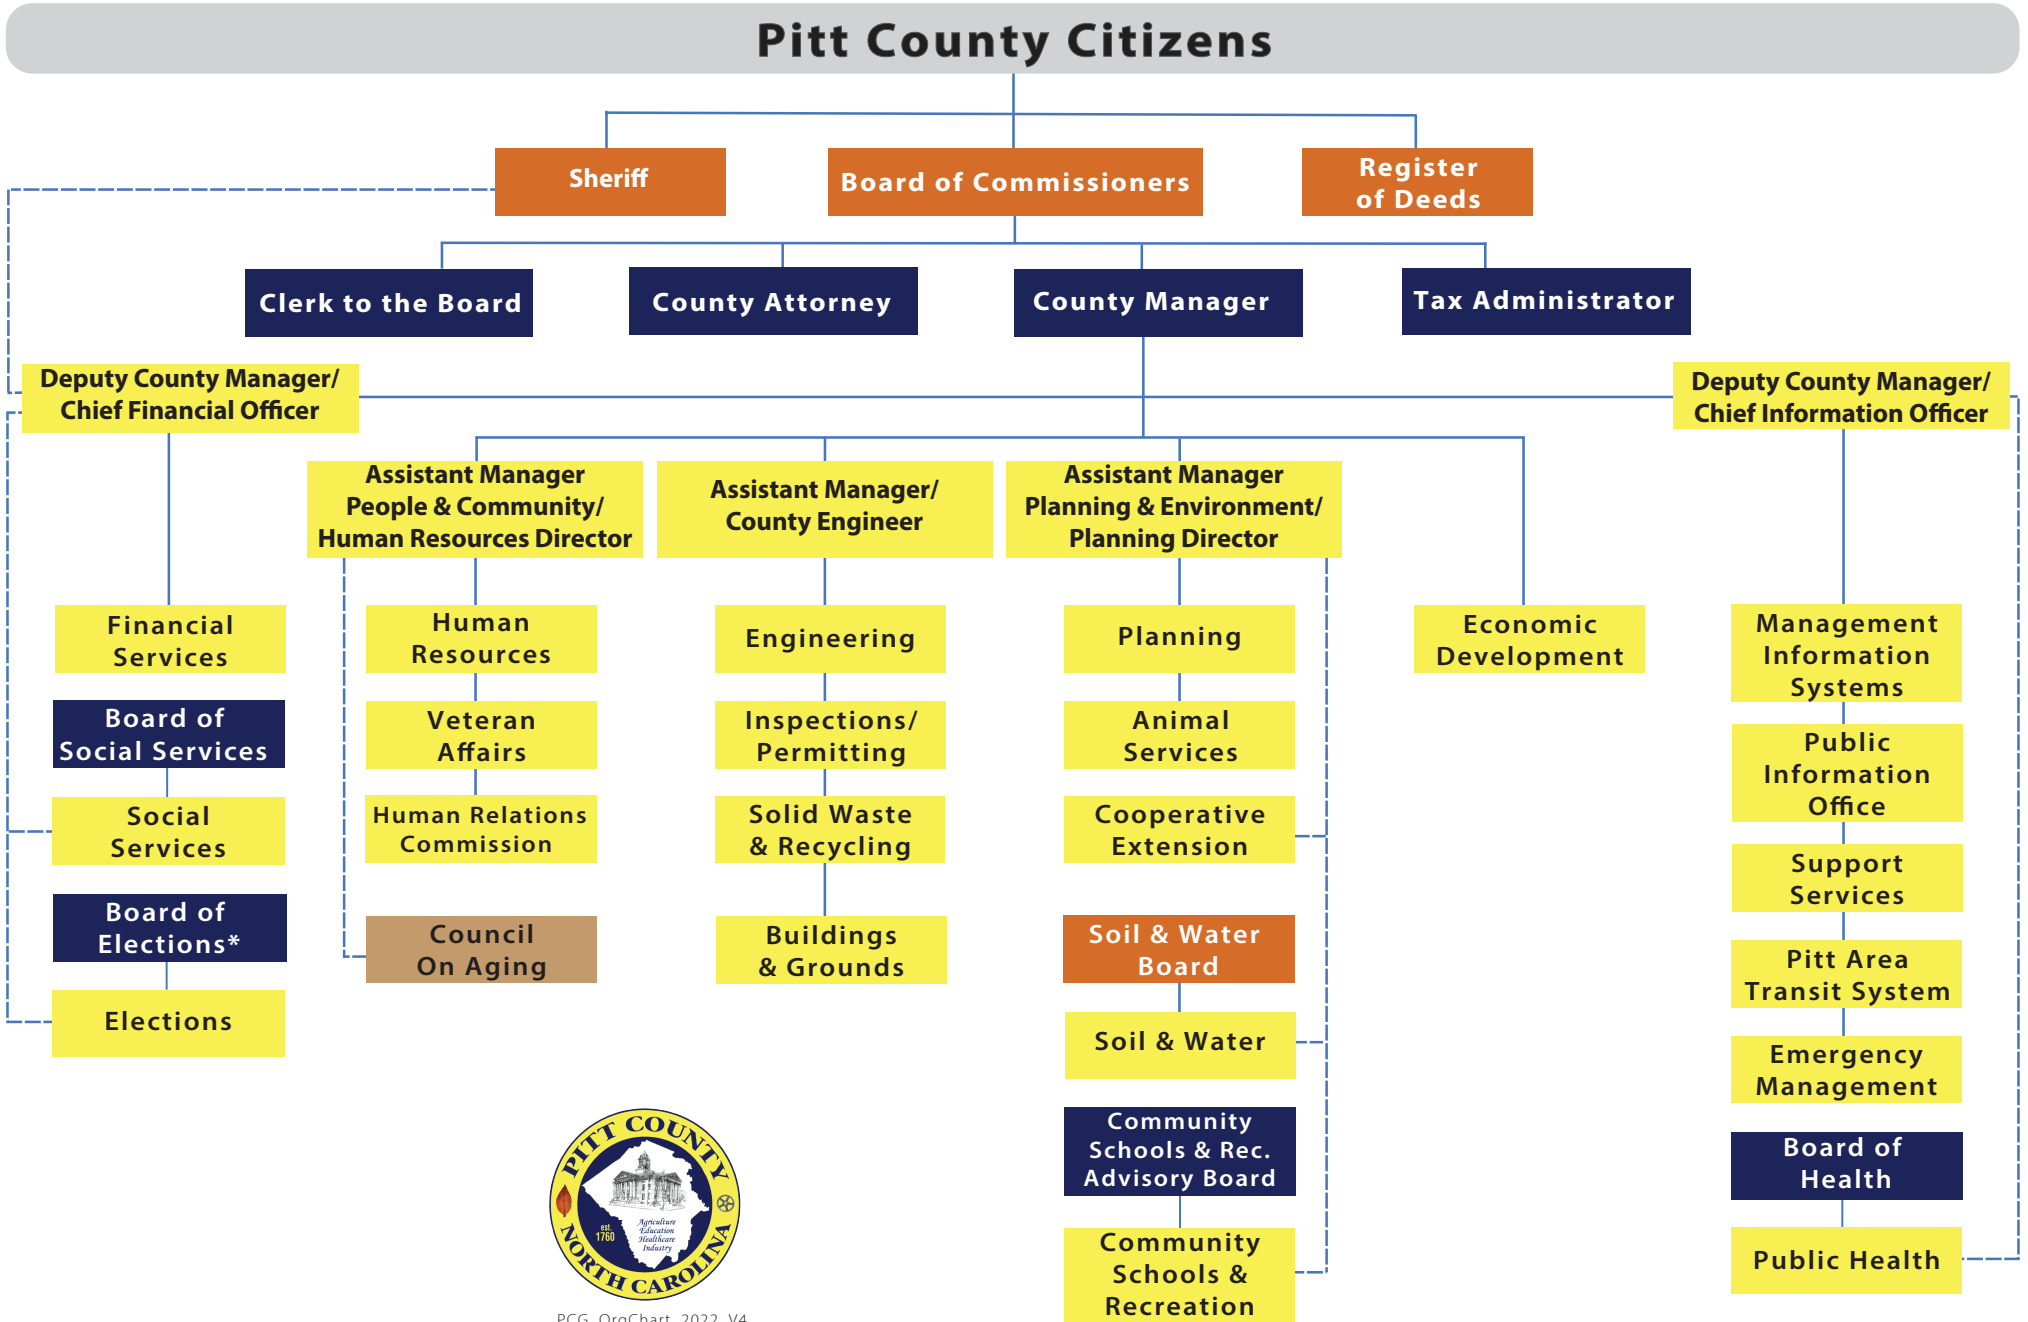 Pitt County Citizens
Sheriff
Board of Commissioners
Register
of Deeds
Clerk to the Board
County Attorney
County Manager
Tax Administrator
Deputy County Manager/
Chief Financial Officer
Deputy County Manager/
Chief Information Officer
Assistant Manager
People & Community/
Human Resources Director
Assistant Manager/
County Engineer
Assistant Manager
Planning & Environment/
Planning Director
Financial
Services
Board of
Social Services
Social
Services
Board of
Elections*
Elections
Human
Resources
Veteran
Affairs
Human Relations
Commission
Council
On Aging
Engineering
Inspections/
Permitting
Solid Waste
& Recycling
Buildings
& Grounds
Planning
Animal
Services
Cooperative
Extension
Soil & Water
Board
Soil & Water
Community
Schools & Rec.
Advisory Board
Community
Schools &
Recreation
Economic
Development
Management
Information
Systems
Public
Information
Office
Support
Services
Pitt Area
Transit System
Emergency
Management
Board of
Health
Public Health
PITT COUNTY
est.
1760
Agriculture
Education
Healthcare
Industry
NORTH CAROLINA
PCG_OrgChart_2022_V4